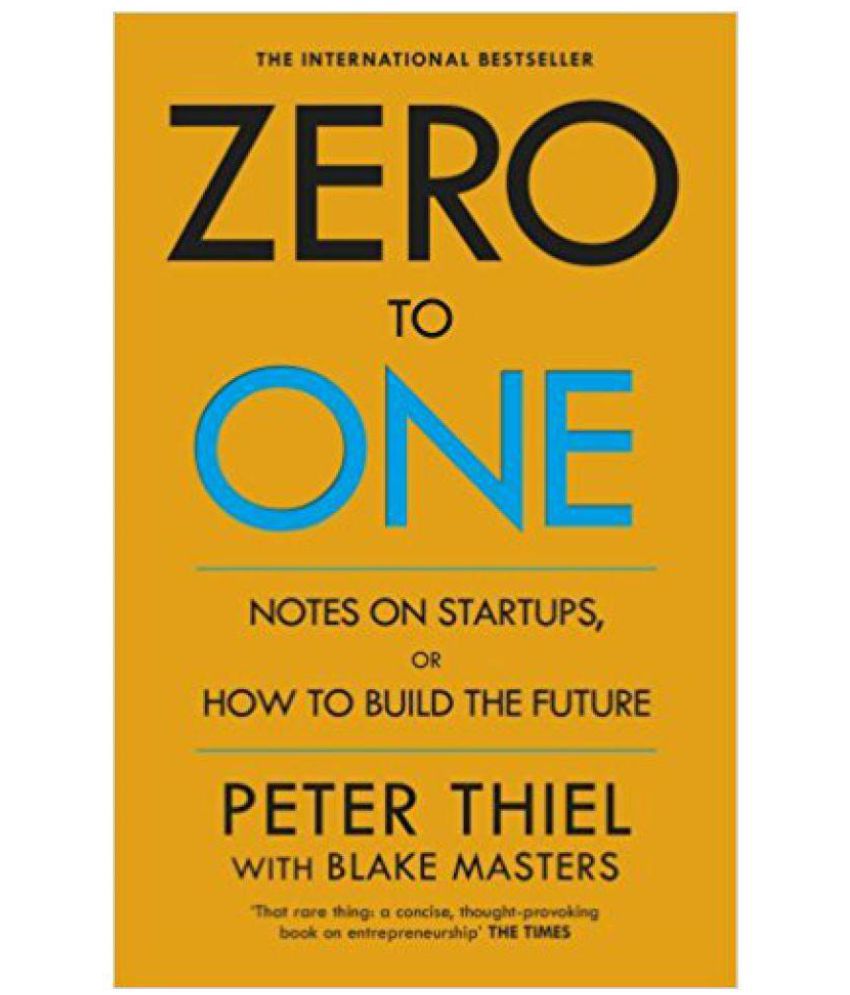 THE INTERNATIONAL BESTSELLER
ZERO
TO
ONE
NOTES ON STARTUPS,
OR
HOW TO BUILD THE FUTURE
PETER THIEL
WITH BLAKE MASTERS
'That rare thing: a concise, thought-provoking
book on entrepreneurship' THE TIMES